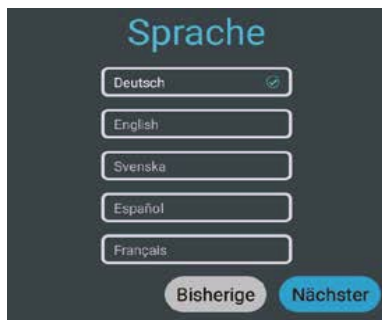 Sprache
Deutsch
English
Svenska
Español
Français
Bisherige Nächster